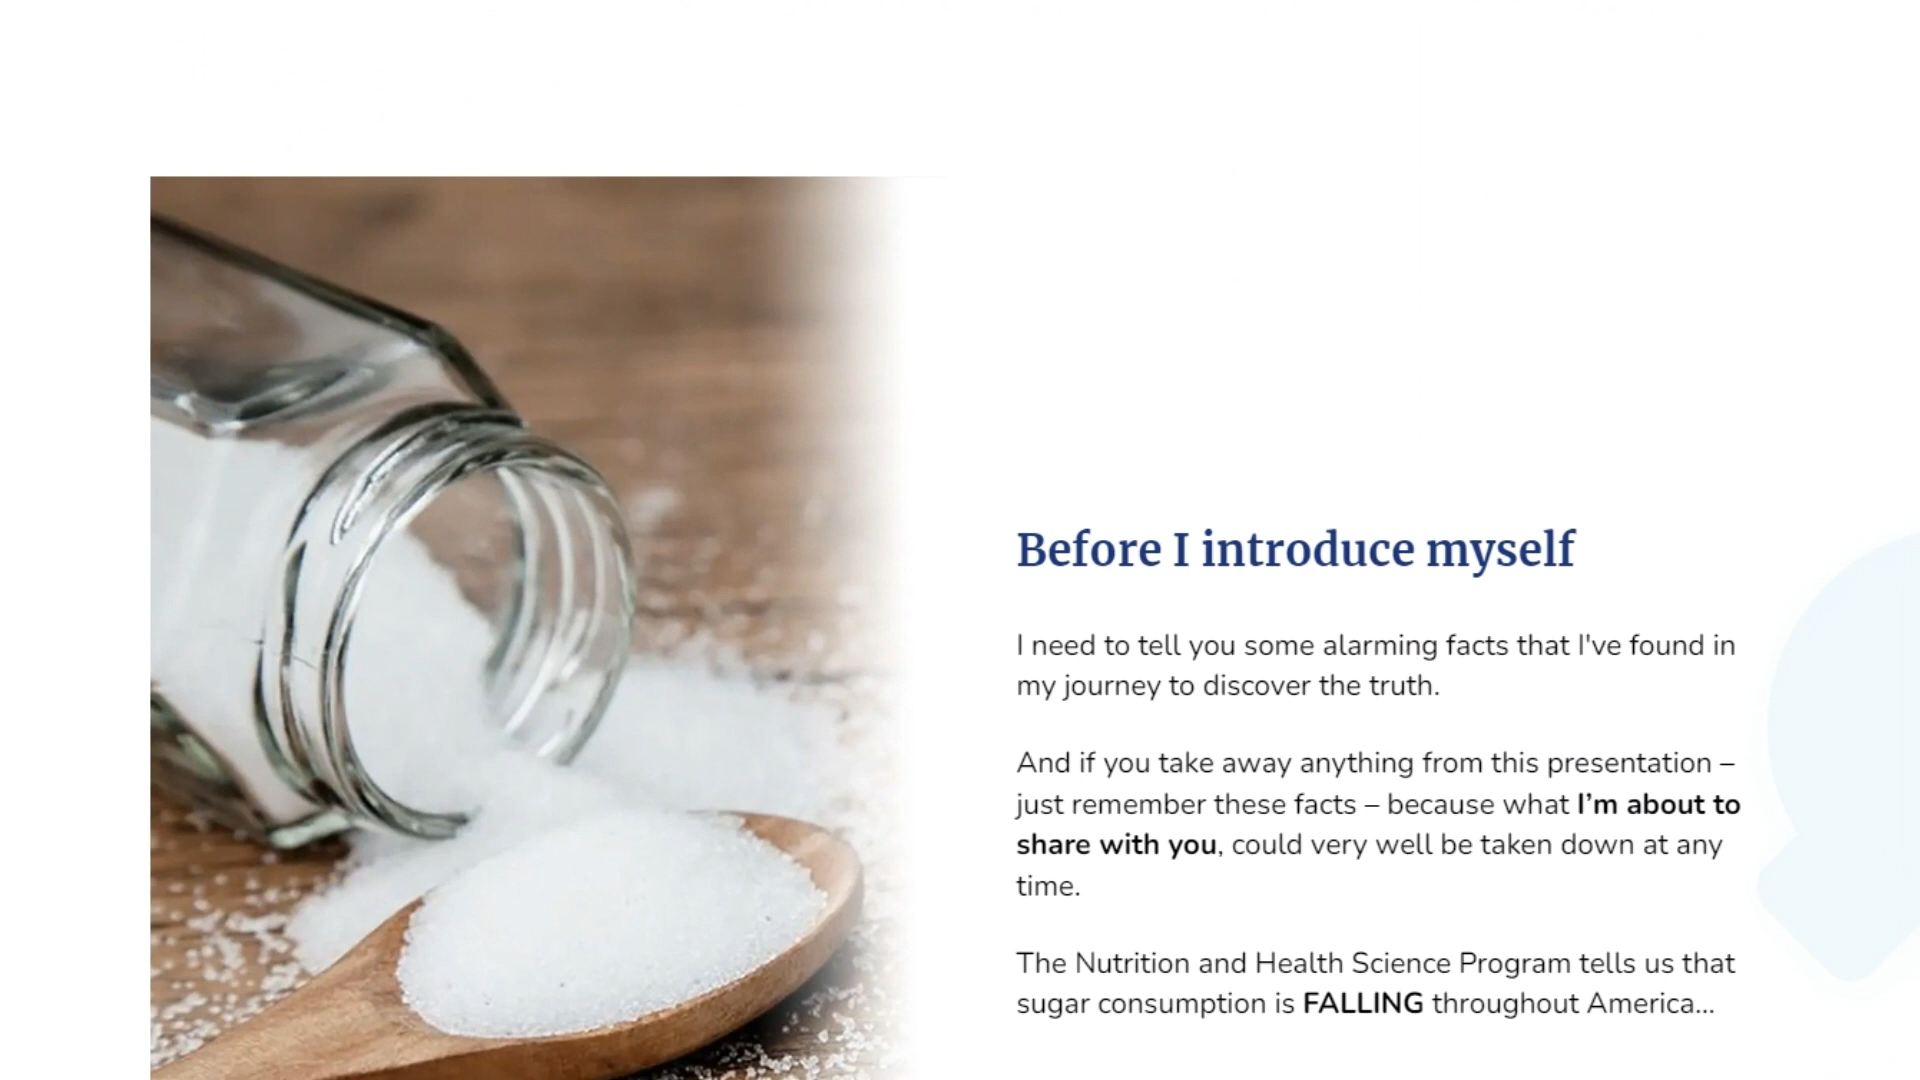 Before I introduce myself
I need to tell you some alarming facts that I've found in
my journey to discover the truth.
And if you take away anything from this presentation –
just remember these facts – because what I’m about to
share with you, could very well be taken down at any
time.
The Nutrition and Health Science Program tells us that
sugar consumption is FALLING throughout America...